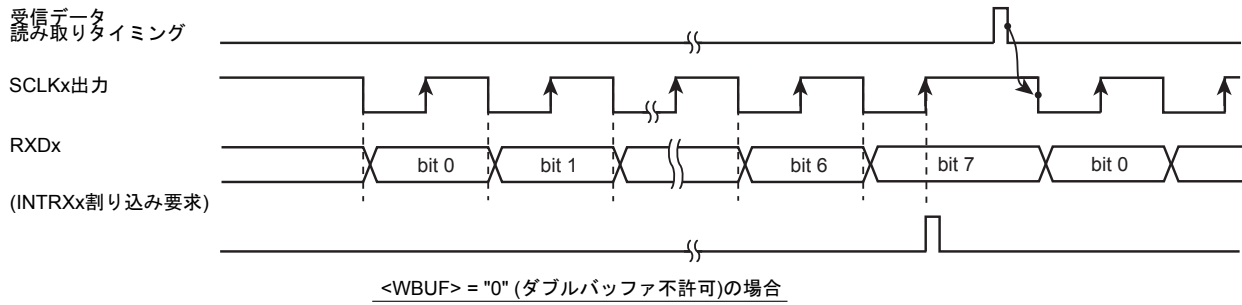 受信データ
読み取りタイミング
SCLKx出力
RXDx
bit 0
bit 1
bit 6
bit 7
bit 0
(INTRXx割り込み要求)
<WBUF> = "0" (ダブルバッファ不許可)の場合